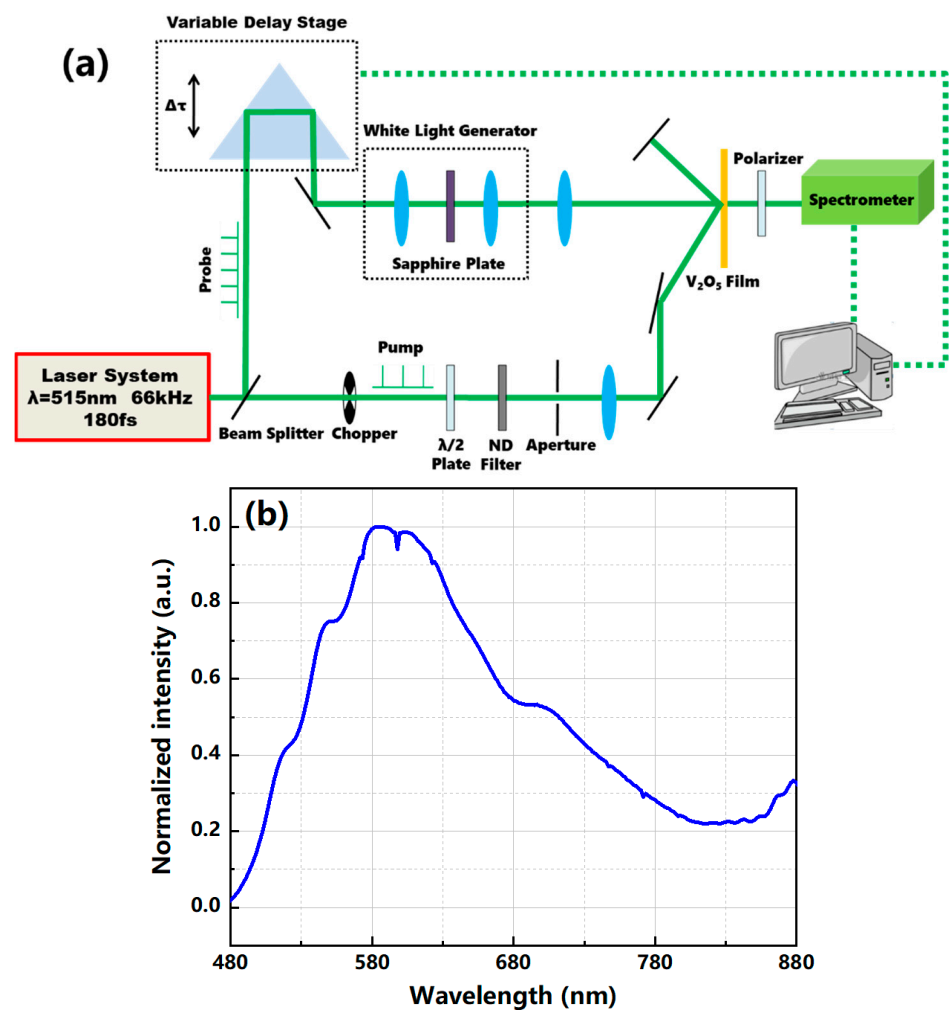 Variable Delay Stage
(a)
Δτ
White Light Generator
Polarizer
Spectrometer
Sapphire Plate
V₂O₅ Film
Probe
Pump
Laser System
λ=515nm 66kHz
180fs
Beam Splitter
Chopper
λ/2
Plate
ND
Filter
Aperture
(b)
Normalized intensity (a.u.)
1.0
0.8
0.6
0.4
0.2
0.0
480
580
680
780
880
Wavelength (nm)